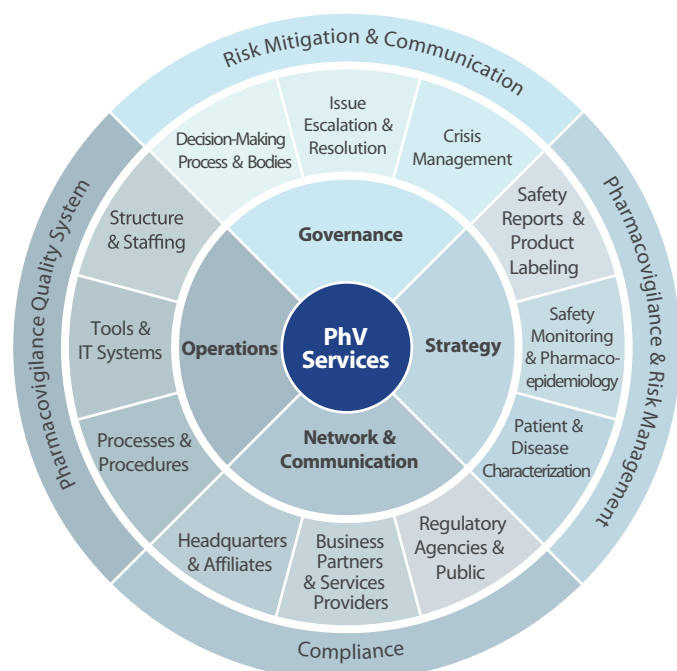 Risk Mitigation & Communication
Decision-Making
Process & Bodies
Issue
Escalation &
Resolution
Crisis
Management
Governance
Pharmacovigilance Quality System
Structure
& Staffing
Tools &
IT Systems
Processes &
Procedures
Operations
PhV
Services
Strategy
Safety
Reports &
Product
Labeling
Safety
Monitoring
& Pharmaco-
epidemiology
Patient &
Disease
Characterization
Pharmacovigilance & Risk Management
Network &
Communication
Headquarters
& Affiliates
Business
Partners
& Services
Providers
Regulatory
Agencies &
Public
Compliance